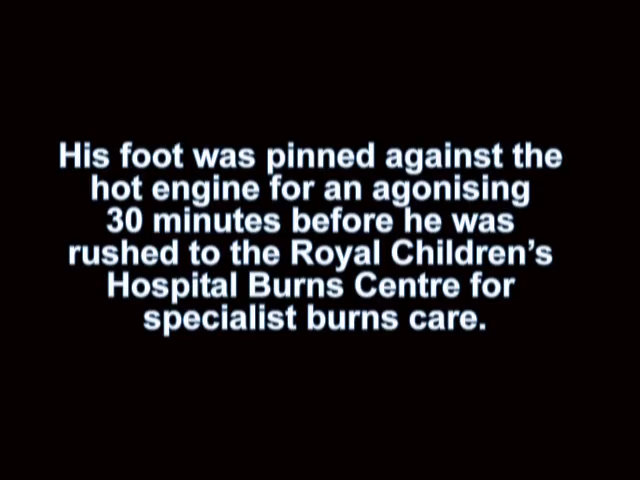 His foot was pinned against the
hot engine for an agonising
30 minutes before he was
rushed to the Royal Children’s
Hospital Burns Centre for
specialist burns care.